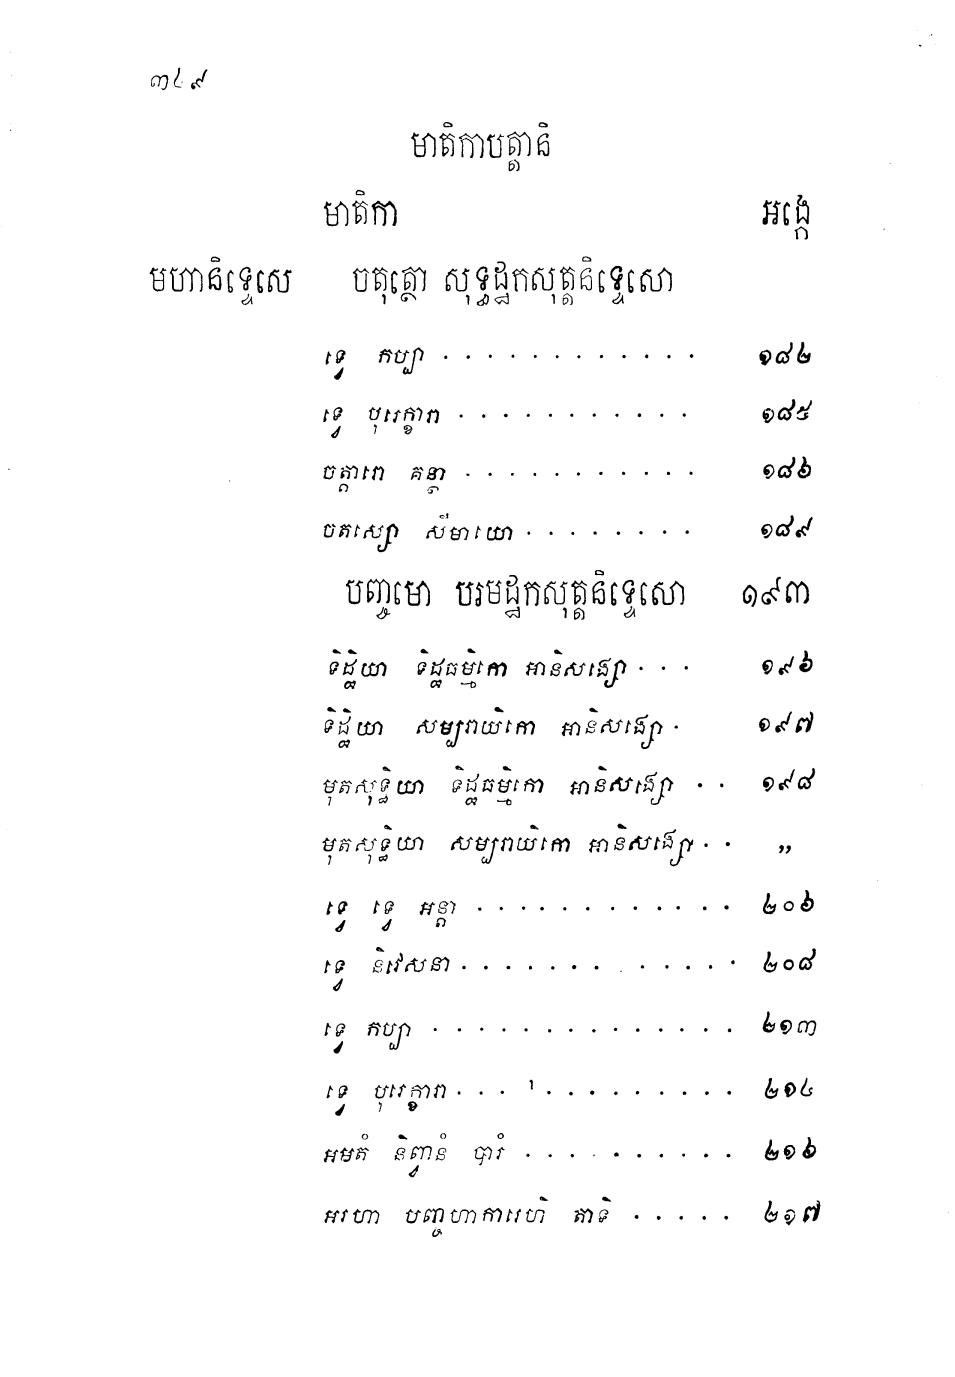 ៣៤៩
មាតិកាបត្តានិ
មាតិកា អង្កេ
មហានិទ្ទេសេ ចតុត្ថោ សុទ្ធដ្ឋកសុត្តនិទ្ទេសោ
ទ្វេ កប្បា . . . . . . . . . . . . ១៨២
ទ្វេ បុរេក្ខារា . . . . . . . . . . . ១៨៥
ចត្តារោ គន្ថា . . . . . . . . . . . ១៨៦
ចតស្សោ សីមាយោ . . . . . . . . ១៨៩
បញ្ចមោ បរមដ្ឋកសុត្តនិទ្ទេសោ ១៩៣
ទិដ្ឋិយា ទិដ្ឋធម្មិកោ អានិសង្សោ . . . ១៩៦
ទិដ្ឋិយា សម្បរាយិកោ អានិសង្សោ . ១៩៧
មុតសុទ្ធិយា ទិដ្ឋធម្មិកោ អានិសង្សោ . . ១៩៨
មុតសុទ្ធិយា សម្បរាយិកោ អានិសង្សោ . . ,,
ទ្វេ ទ្វេ អន្តា . . . . . . . . . . . . ២០៦
ទ្វេ និវេសនា . . . . . . . . . . . . . ២០៨
ទ្វេ កប្បា . . . . . . . . . . . . . . ២១៣
ទ្វេ បុរេក្ខារា . . . . . . . . . . . . ២១៤
អមតំ និព្វានំ បារំ . . . . . . . . . . ២១៦
អរហា បញ្ចហាការេហិ តាទិ . . . . . ២១៧